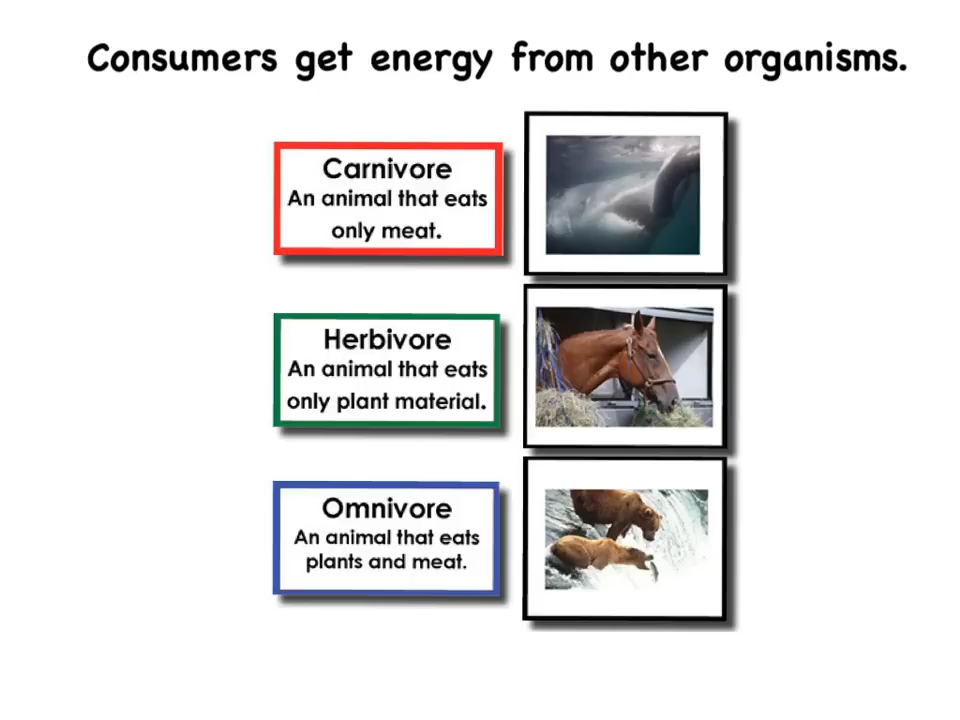 Consumers get energy from other organisms.
Carnivore
An animal that eats
only meat.
Herbivore
An animal that eats
only plant material.
Omnivore
An animal that eats
plants and meat.